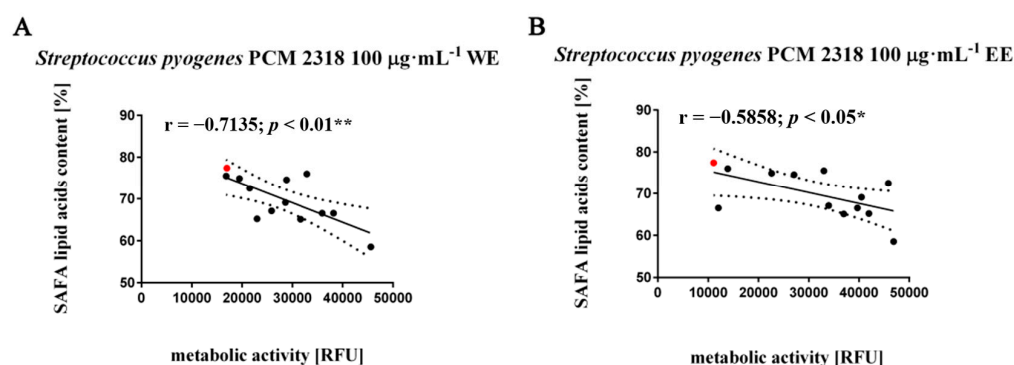 A
Streptococcus pyogenes PCM 2318 100 µg·mL-1 WE
SAFA lipid acids content [%]
r = −0.7135; p < 0.01**
90
80
70
60
50
0 10000 20000 30000 40000 50000
metabolic activity [RFU]
B
Streptococcus pyogenes PCM 2318 100 µg·mL-1 EE
SAFA lipid acids content [%]
r = −0.5858; p < 0.05*
90
80
70
60
50
0 10000 20000 30000 40000 50000
metabolic activity [RFU]